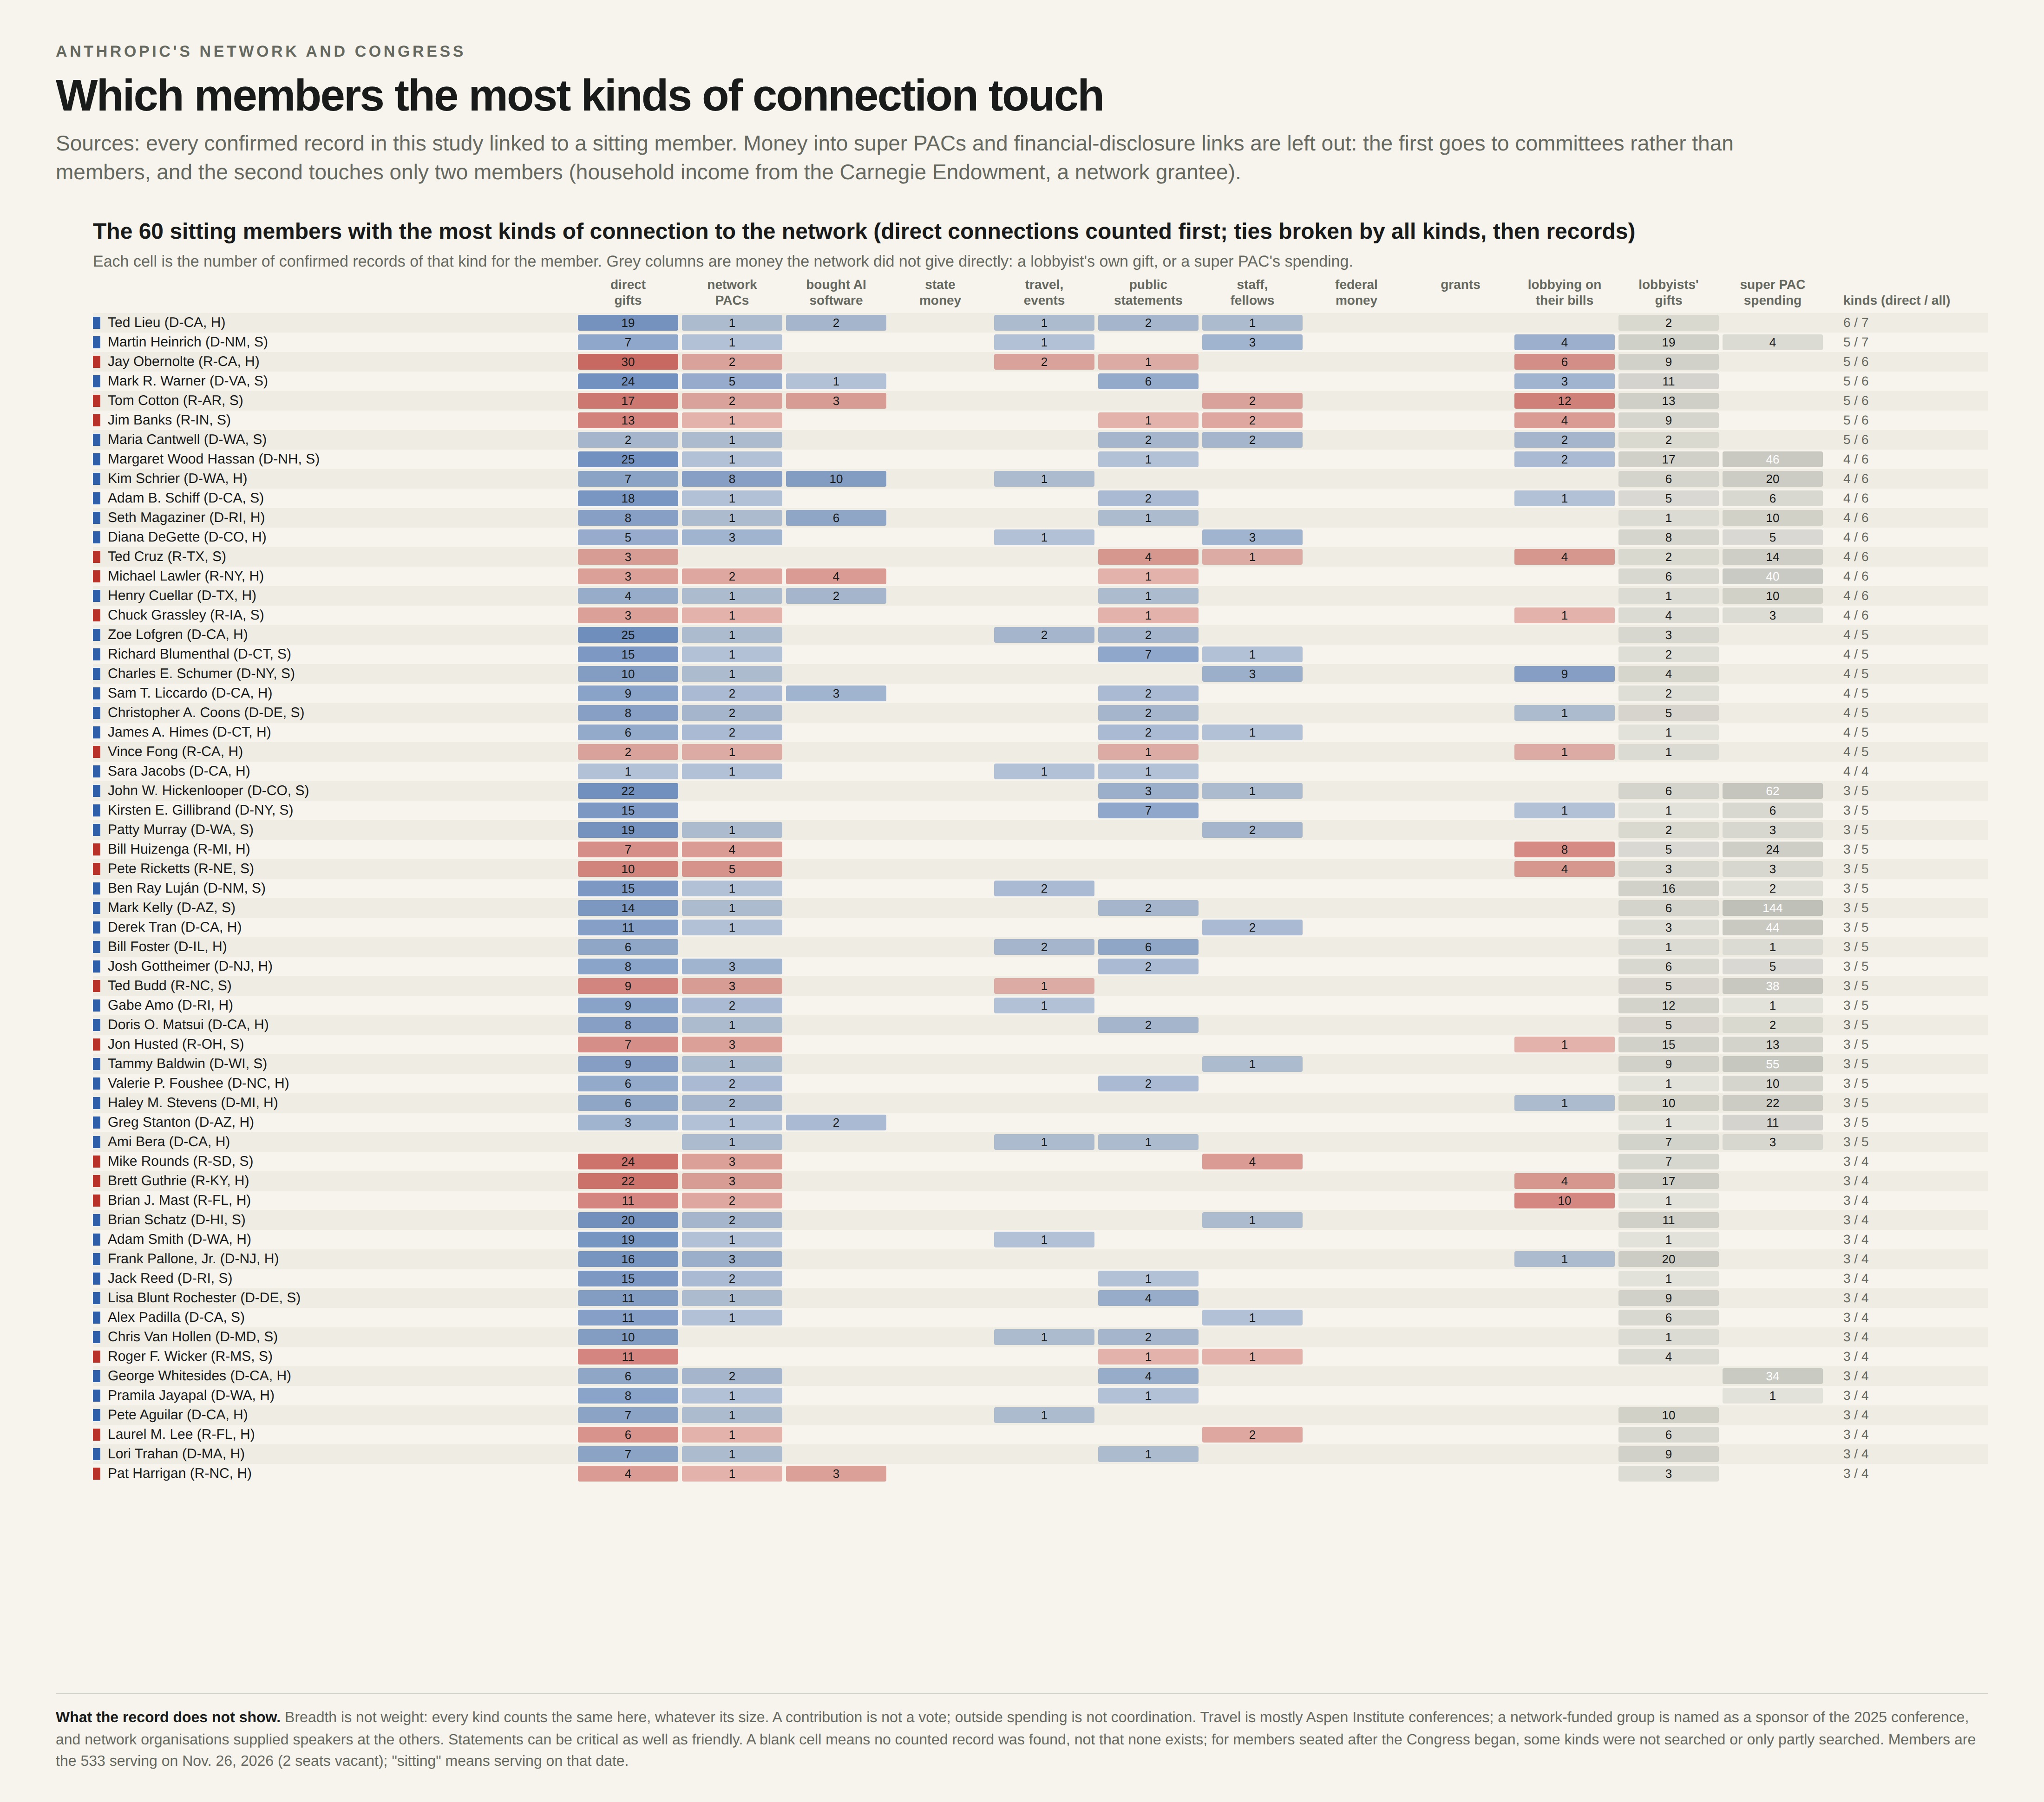 ANTHROPIC'S NETWORK AND CONGRESS
Which members the most kinds of connection touch
Sources: every confirmed record in this study linked to a sitting member. Money into super PACs and financial-disclosure links are left out: the first goes to committees rather than
members, and the second touches only two members (household income from the Carnegie Endowment, a network grantee).
The 60 sitting members with the most kinds of connection to the network (direct connections counted first; ties broken by all kinds, then records)
Each cell is the number of confirmed records of that kind for the member. Grey columns are money the network did not give directly: a lobbyist's own gift, or a super PAC's spending.
direct network bought AI state travel, public staff, federal grants lobbying on lobbyists' super PAC
gifts PACs software money events statements fellows money their bills gifts spending kinds (direct / all)
Ted Lieu (D-CA, H) 19 1 2 1 2 1 2 6 / 7
Martin Heinrich (D-NM, S) 7 1 1 3 4 19 4 5 / 7
Jay Obernolte (R-CA, H) 30 2 2 1 6 9 5 / 6
Mark R. Warner (D-VA, S) 24 5 1 6 3 11 5 / 6
Tom Cotton (R-AR, S) 17 2 3 2 12 13 5 / 6
Jim Banks (R-IN, S) 13 1 1 2 4 9 5 / 6
Maria Cantwell (D-WA, S) 2 1 2 2 2 2 5 / 6
Margaret Wood Hassan (D-NH, S) 25 1 1 2 17 46 4 / 6
Kim Schrier (D-WA, H) 7 8 10 1 6 20 4 / 6
Adam B. Schiff (D-CA, S) 18 1 2 1 5 6 4 / 6
Seth Magaziner (D-RI, H) 8 1 6 1 1 10 4 / 6
Diana DeGette (D-CO, H) 5 3 1 3 8 5 4 / 6
Ted Cruz (R-TX, S) 3 4 1 4 2 14 4 / 6
Michael Lawler (R-NY, H) 3 2 4 1 6 40 4 / 6
Henry Cuellar (D-TX, H) 4 1 2 1 1 10 4 / 6
Chuck Grassley (R-IA, S) 3 1 1 1 4 3 4 / 6
Zoe Lofgren (D-CA, H) 25 1 2 2 3 4 / 5
Richard Blumenthal (D-CT, S) 15 1 7 1 2 4 / 5
Charles E. Schumer (D-NY, S) 10 1 3 9 4 4 / 5
Sam T. Liccardo (D-CA, H) 9 2 3 2 2 4 / 5
Christopher A. Coons (D-DE, S) 8 2 2 1 5 4 / 5
James A. Himes (D-CT, H) 6 2 2 1 1 4 / 5
Vince Fong (R-CA, H) 2 1 1 1 1 4 / 5
Sara Jacobs (D-CA, H) 1 1 1 1 4 / 4
John W. Hickenlooper (D-CO, S) 22 3 1 6 62 3 / 5
Kirsten E. Gillibrand (D-NY, S) 15 7 1 1 6 3 / 5
Patty Murray (D-WA, S) 19 1 2 2 3 3 / 5
Bill Huizenga (R-MI, H) 7 4 8 5 24 3 / 5
Pete Ricketts (R-NE, S) 10 5 4 3 3 3 / 5
Ben Ray Luján (D-NM, S) 15 1 2 16 2 3 / 5
Mark Kelly (D-AZ, S) 14 1 2 6 144 3 / 5
Derek Tran (D-CA, H) 11 1 2 3 44 3 / 5
Bill Foster (D-IL, H) 6 2 6 1 1 3 / 5
Josh Gottheimer (D-NJ, H) 8 3 2 6 5 3 / 5
Ted Budd (R-NC, S) 9 3 1 5 38 3 / 5
Gabe Amo (D-RI, H) 9 2 1 12 1 3 / 5
Doris O. Matsui (D-CA, H) 8 1 2 5 2 3 / 5
Jon Husted (R-OH, S) 7 3 1 15 13 3 / 5
Tammy Baldwin (D-WI, S) 9 1 1 9 55 3 / 5
Valerie P. Foushee (D-NC, H) 6 2 2 1 10 3 / 5
Haley M. Stevens (D-MI, H) 6 2 1 10 22 3 / 5
Greg Stanton (D-AZ, H) 3 1 2 1 11 3 / 5
Ami Bera (D-CA, H) 1 1 1 7 3 3 / 5
Mike Rounds (R-SD, S) 24 3 4 7 3 / 4
Brett Guthrie (R-KY, H) 22 3 4 17 3 / 4
Brian J. Mast (R-FL, H) 11 2 10 1 3 / 4
Brian Schatz (D-HI, S) 20 2 1 11 3 / 4
Adam Smith (D-WA, H) 19 1 1 1 3 / 4
Frank Pallone, Jr. (D-NJ, H) 16 3 1 20 3 / 4
Jack Reed (D-RI, S) 15 2 1 1 3 / 4
Lisa Blunt Rochester (D-DE, S) 11 1 4 9 3 / 4
Alex Padilla (D-CA, S) 11 1 1 6 3 / 4
Chris Van Hollen (D-MD, S) 10 1 2 1 3 / 4
Roger F. Wicker (R-MS, S) 11 1 1 4 3 / 4
George Whitesides (D-CA, H) 6 2 4 34 3 / 4
Pramila Jayapal (D-WA, H) 8 1 1 1 3 / 4
Pete Aguilar (D-CA, H) 7 1 1 10 3 / 4
Laurel M. Lee (R-FL, H) 6 1 2 6 3 / 4
Lori Trahan (D-MA, H) 7 1 1 9 3 / 4
Pat Harrigan (R-NC, H) 4 1 3 3 3 / 4
What the record does not show. Breadth is not weight: every kind counts the same here, whatever its size. A contribution is not a vote; outside spending is not coordination. Travel is mostly Aspen Institute conferences; a network-funded group is named as a sponsor of the 2025 conference,
and network organisations supplied speakers at the others. Statements can be critical as well as friendly. A blank cell means no counted record was found, not that none exists; for members seated after the Congress began, some kinds were not searched or only partly searched. Members are
the 533 serving on Nov. 26, 2026 (2 seats vacant); "sitting" means serving on that date.